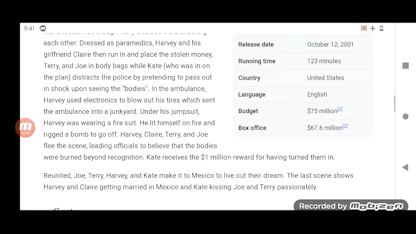 9:41
each other. Dressed as paramedics, Harvey and his
girlfriend Claire then run in and place the stolen money,
Terry, and Joe in body bags while Kate (who was in on
the plan) distracts the police by pretending to pass out
in shock upon seeing the "bodies". In the ambulance,
Harvey used electronics to blow out his tires which sent
the ambulance into a junkyard. Under his jumpsuit,
Harvey was wearing a fire suit. He lit himself on fire and
rigged a bomb to go off. Harvey, Claire, Terry, and Joe
flee the scene, leading officials to believe that the bodies
were burned beyond recognition. Kate receives the $1 million reward for having turned them in.
Reunited, Joe, Terry, Harvey, and Kate make it to Mexico to live out their dream. The last scene shows
Harvey and Claire getting married in Mexico and Kate kissing Joe and Terry passionately.
Release date October 12, 2001
Running time 123 minutes
Country United States
Language English
Budget $75 million[2]
Box office $67.6 million[2]
Recorded by
Mobizen